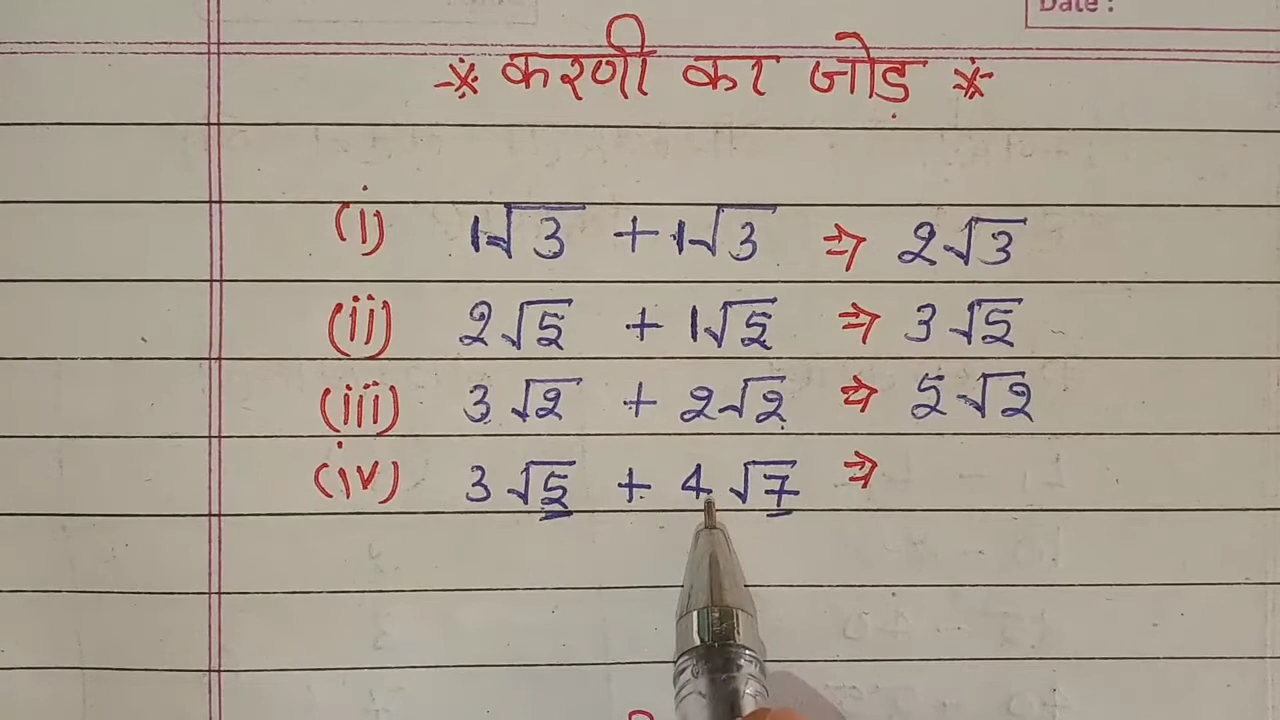 Date :
* करणी का जोड़ *
(i) 1√3 + 1√3 ⇒ 2√3
(ii) 2√5 + 1√5 ⇒ 3√5
(iii) 3√2 + 2√2 ⇒ 5√2
(iv) 3√5 + 4√7 ⇒